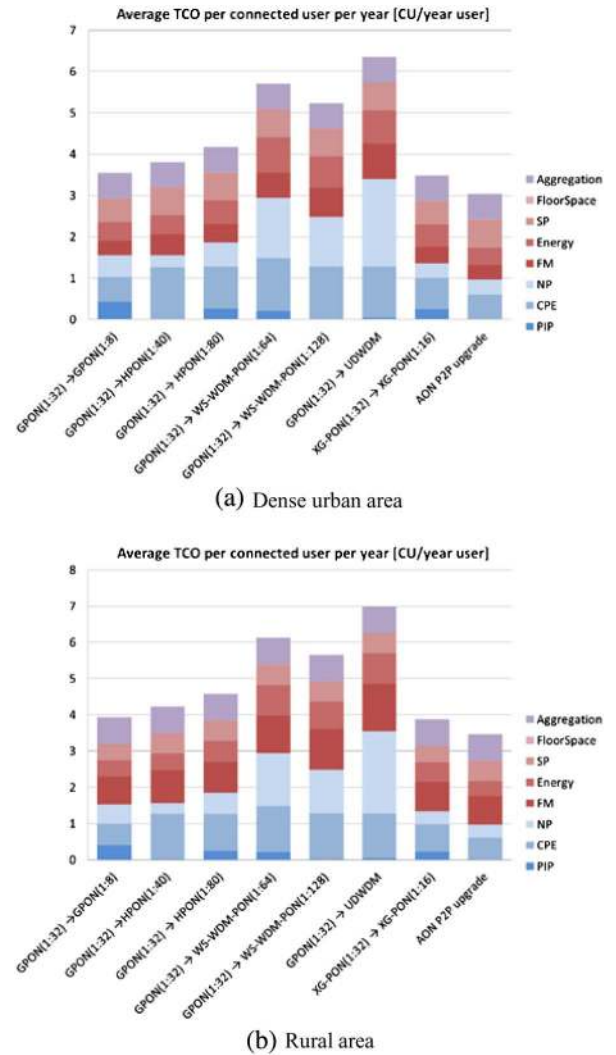 Average TCO per connected user per year [CU/year user]
7
6
5
4
3
2
1
0
Aggregation
FloorSpace
SP
Energy
FM
NP
CPE
PIP
GPON(1:32) →GPON(1:8)
GPON(1:32) →HPON(1:40)
GPON(1:32) → HPON(1:80)
GPON(1:32) → WS-WDM-PON(1:64)
GPON(1:32) → WS-WDM-PON(1:128)
GPON(1:32) → UDWDM
XG-PON(1:32) → XG-PON(1:16)
AON P2P upgrade
(a) Dense urban area
Average TCO per connected user per year [CU/year user]
8
7
6
5
4
3
2
1
0
Aggregation
FloorSpace
SP
Energy
FM
NP
CPE
PIP
GPON(1:32) →GPON(1:8)
GPON(1:32) →HPON(1:40)
GPON(1:32) → HPON(1:80)
GPON(1:32) → WS-WDM-PON(1:64)
GPON(1:32) → WS-WDM-PON(1:128)
GPON(1:32) → UDWDM
XG-PON(1:32) → XG-PON(1:16)
AON P2P upgrade
(b) Rural area